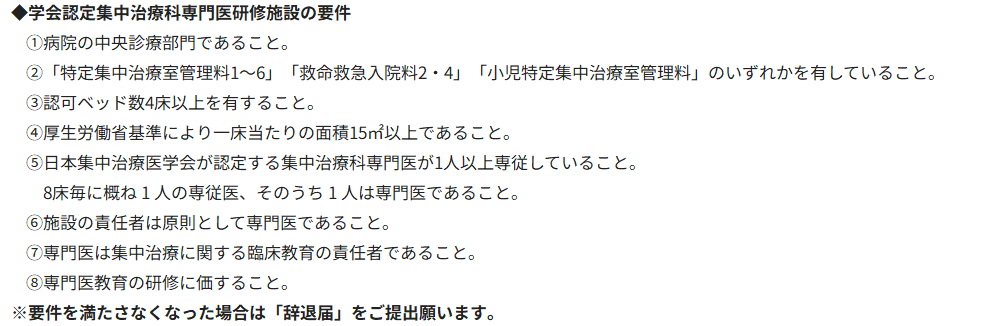 ◆学会認定集中治療科専門医研修施設の要件
①病院の中央診療部門であること。
②「特定集中治療室管理料1～6」「救命救急入院料2・4」「小児特定集中治療室管理料」のいずれかを有していること。
③認可ベッド数4床以上を有すること。
④厚生労働省基準により一床当たりの面積15㎡以上であること。
⑤日本集中治療医学会が認定する集中治療科専門医が1人以上専従していること。
8床毎に概ね１人の専従医、そのうち１人は専門医であること。
⑥施設の責任者は原則として専門医であること。
⑦専門医は集中治療に関する臨床教育の責任者であること。
⑧専門医教育の研修に価すること。
※要件を満たさなくなった場合は「辞退届」をご提出願います。